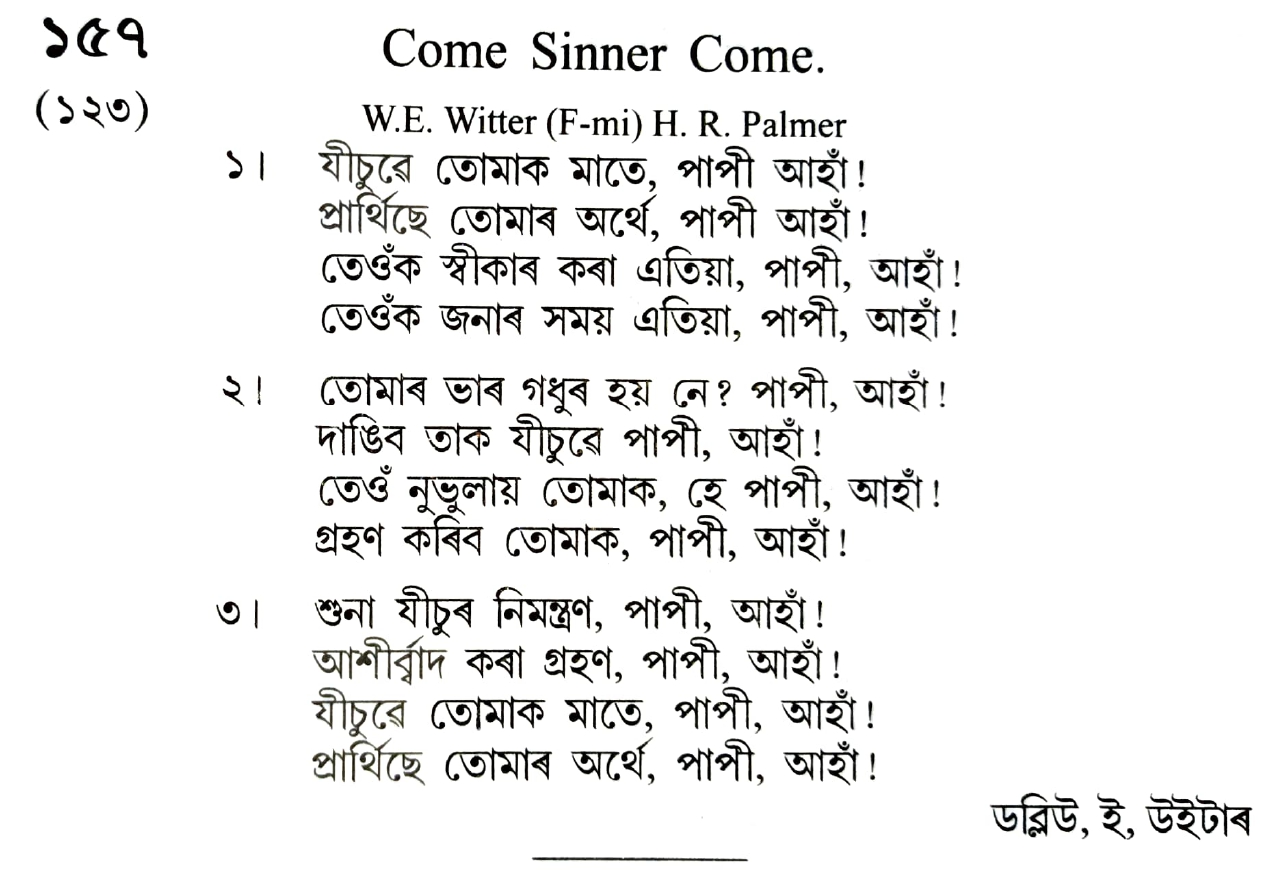 ১৫৭
Come Sinner Come.
(১২৩)
W.E. Witter (F-mi) H. R. Palmer
১। যীচুৱে তোমাক মাতে, পাপী আহাঁ!
প্ৰাৰ্থিছে তোমাৰ অৰ্থে, পাপী আহাঁ!
তেওঁক স্বীকাৰ কৰা এতিয়া, পাপী, আহাঁ!
তেওঁক জনাৰ সময় এতিয়া, পাপী, আহাঁ!
২। তোমাৰ ভাৰ গধুৰ হয় নে? পাপী, আহাঁ!
দাঙিব তাক যীচুৱে পাপী, আহাঁ!
তেওঁ নুভুলায় তোমাক, হে পাপী, আহাঁ!
গ্ৰহণ কৰিব তোমাক, পাপী, আহাঁ!
৩। শুনা যীচুৰ নিমন্ত্ৰণ, পাপী, আহাঁ!
আশীৰ্ব্বাদ কৰা গ্ৰহণ, পাপী, আহাঁ!
যীচুৱে তোমাক মাতে, পাপী, আহাঁ!
প্ৰাৰ্থিছে তোমাৰ অৰ্থে, পাপী, আহাঁ!
ডব্লিউ, ই, উইটাৰ